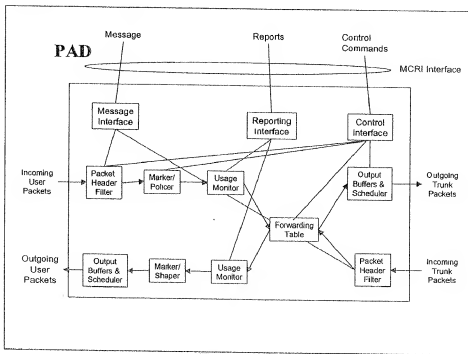 Message
Reports
Control
Commands
PAD
MCRI Interface
Message
Interface
Reporting
Interface
Control
Interface
Incoming
User
Packets
Packet
Header
Filter
Marker/
Policer
Usage
Monitor
Output
Buffers &
Scheduler
Outgoing
Trunk
Packets
Forwarding
Table
Outgoing
User
Packets
Output
Buffers &
Scheduler
Marker/
Shaper
Usage
Monitor
Packet
Header
Filter
Incoming
Trunk
Packets